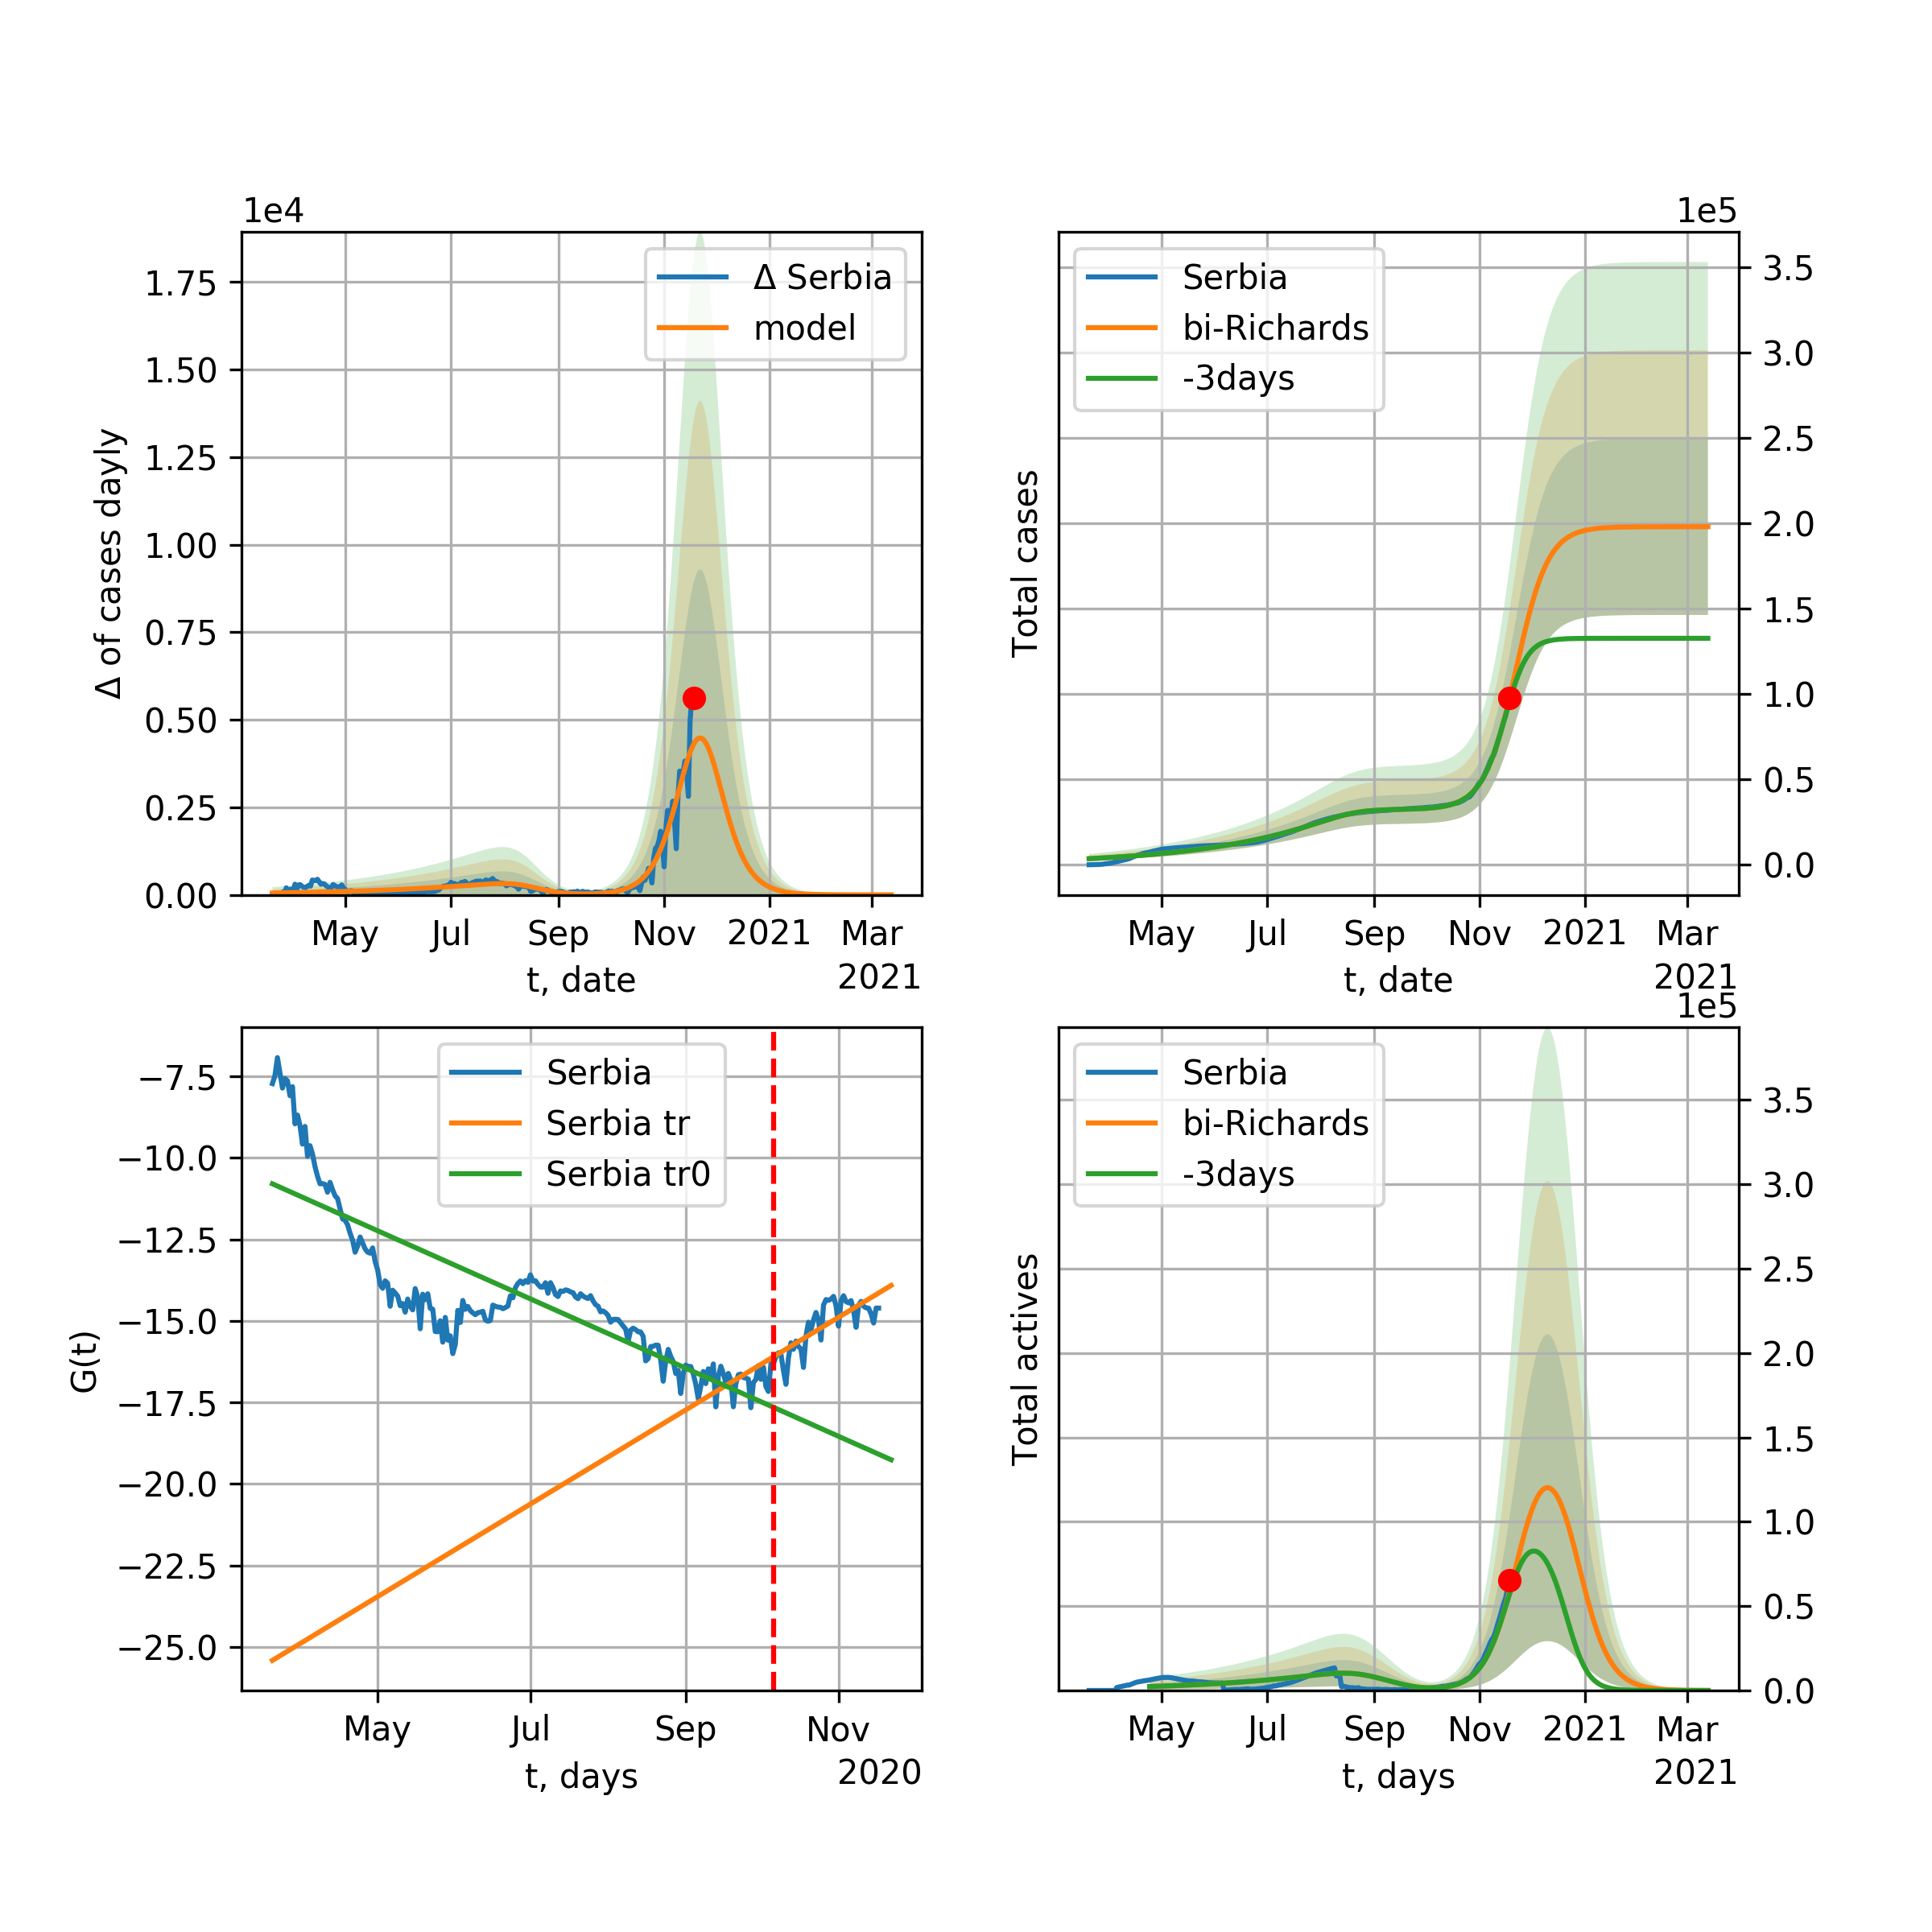 1e4
Δ of cases dayly
1.75
1.50
1.25
1.00
0.75
0.50
0.25
0.00
Δ Serbia
model
May Jul Sep Nov 2021 Mar
t, date
2021
1e5
Total cases
Serbia
bi-Richards
-3days
3.5
3.0
2.5
2.0
1.5
1.0
0.5
0.0
May Jul Sep Nov 2021 Mar
t, date
2021
G(t)
−7.5
−10.0
−12.5
−15.0
−17.5
−20.0
−22.5
−25.0
Serbia
Serbia tr
Serbia tr0
May Jul Sep Nov
t, days
2020
1e5
Total actives
Serbia
bi-Richards
-3days
3.5
3.0
2.5
2.0
1.5
1.0
0.5
0.0
May Jul Sep Nov 2021 Mar
t, days
2021